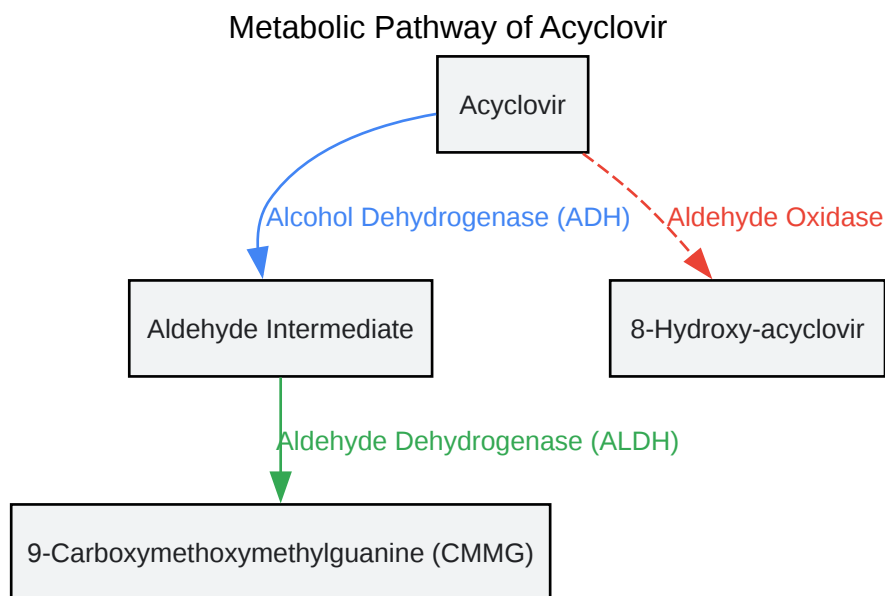 Metabolic Pathway of Acyclovir
Acyclovir
Alcohol Dehydrogenase (ADH)
Aldehyde Oxidase
Aldehyde Intermediate
8-Hydroxy-acyclovir
Aldehyde Dehydrogenase (ALDH)
9-Carboxymethoxymethylguanine (CMMG)